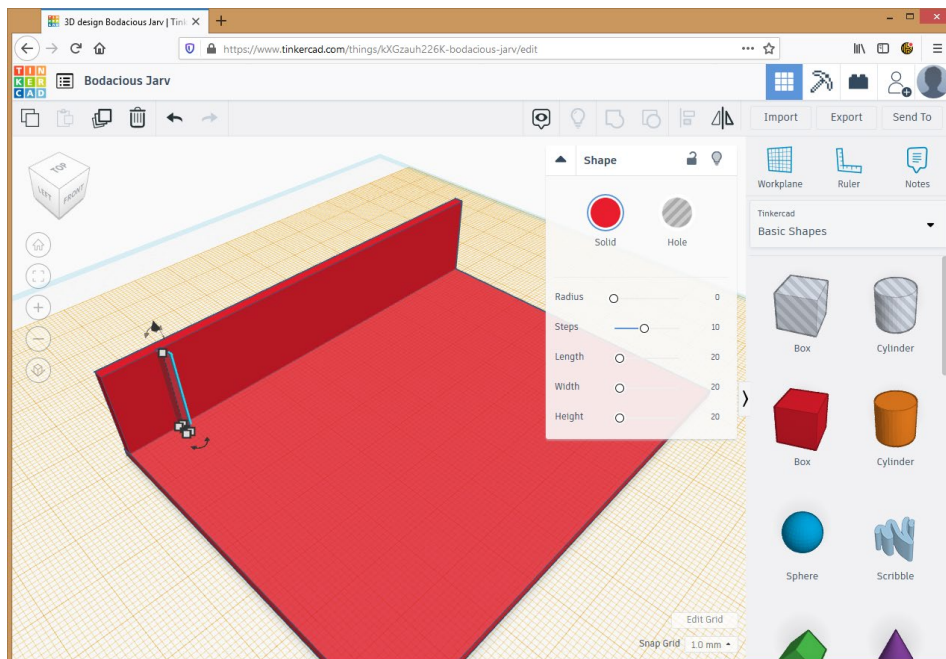 3D design Bodacious Jarv | Tink
https://www.tinkercad.com/things/kXGzauh226K-bodacious-jarv/edit
TIN
KER
CAD
Bodacious Jarv
Import
Export
Send To
TOP
LEFT
FRONT
Shape
Solid
Hole
Radius 0
Steps 10
Length 20
Width 20
Height 20
Workplane
Ruler
Notes
Tinkercad
Basic Shapes
Box
Cylinder
Box
Cylinder
Sphere
Scribble
Edit Grid
Snap Grid 1.0 mm